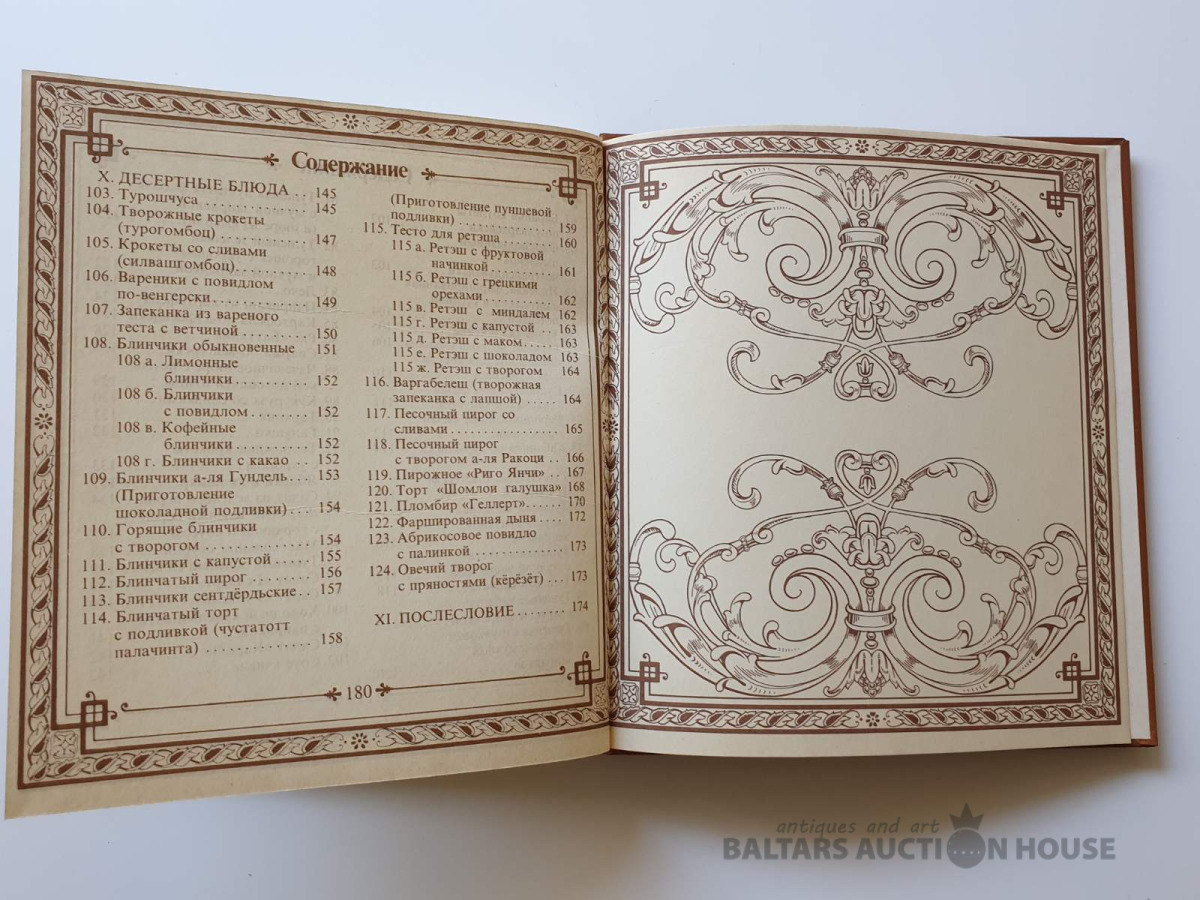 Содержание
X. ДЕСЕРТНЫЕ БЛЮДА . . 145
103. Турошчуса . . . . . . . . . . . . . 145
104. Творожные крокеты
(турогомбоц) . . . . . . . . . . . . 147
105. Крокеты со сливами
(силвашгомбоц). . . . . . . . . . 148
106. Вареники с повидлом
по-венгерски. . . . . . . . . . . . 149
107. Запеканка из вареного
теста с ветчиной . . . . . . . . . 150
108. Блинчики обыкновенные 151
108 а. Лимонные
блинчики . . . . . . . . . . 152
108 б. Блинчики
с повидлом . . . . . . . . 152
108 в. Кофейные
блинчики . . . . . . . . . . 152
108 г. Блинчики с какао . . 152
109. Блинчики а-ля Гундель. . . 153
(Приготовление
шоколадной подливки) . . . 154
110. Горящие блинчики
с творогом . . . . . . . . . . . . . 154
111. Блинчики с капустой . . . . 155
112. Блинчатый пирог . . . . . . . 156
113. Блинчики сентдёрдьские . . 157
114. Блинчатый торт
с подливкой (чустатотт
палачинта) . . . . . . . . . . . . . 158
(Приготовление пуншевой
подливки) . . . . . . . . . . . . . 159
115. Тесто для ретэша . . . . . . . 160
115 а. Ретэш с фруктовой
начинкой . . . . . . . . . 161
115 б. Ретэш с грецкими
орехами . . . . . . . . . . 162
115 в. Ретэш с миндалем 162
115 г. Ретэш с капустой . . 163
115 д. Ретэш с маком. . . . . 163
115 е. Ретэш с шоколадом 163
115 ж. Ретэш с творогом 164
116. Варгабелеш (творожная
запеканка с лапшой) . . . . . 164
117. Песочный пирог со
сливами . . . . . . . . . . . . . . . 165
118. Песочный пирог
с творогом а-ля Ракоци . . 166
119. Пирожное «Риго Янчи» . . 167
120. Торт «Шомлои галушка» 168
121. Пломбир «Геллерт». . . . . 170
122. Фаршированная дыня . . . 172
123. Абрикосовое повидло
с палинкой . . . . . . . . . . . . . 173
124. Овечий творог
с пряностями (кёрёзёт) . . . 173
XI. ПОСЛЕСЛОВИЕ . . . . . . . . 174
180
antiques and art
BALTARS AUCTION HOUSE